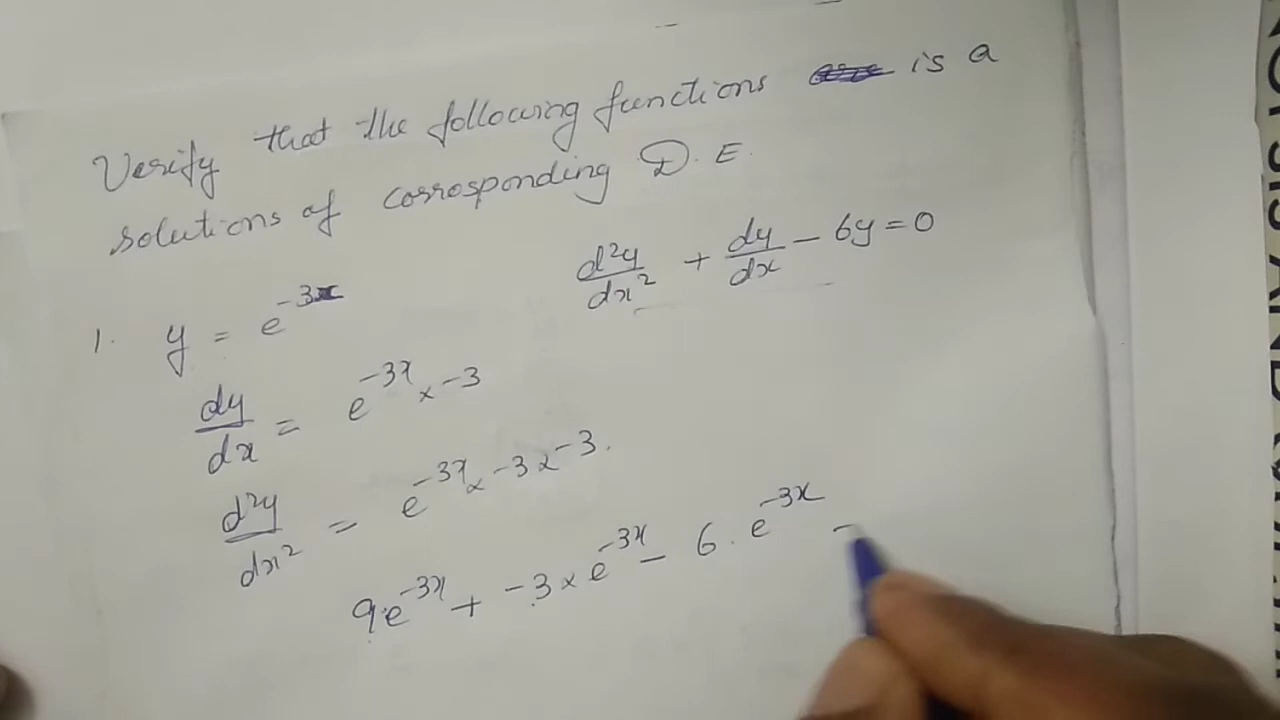 Verify that the following functions is a
solutions of corresponding D.E.
d²y/dx² + dy/dx - 6y = 0
1. y = e^-3x
dy/dx = e^-3x × -3
d²y/dx² = e^-3x × -3 × -3.
9.e^-3x + -3 × e^-3x - 6.e^-3x -